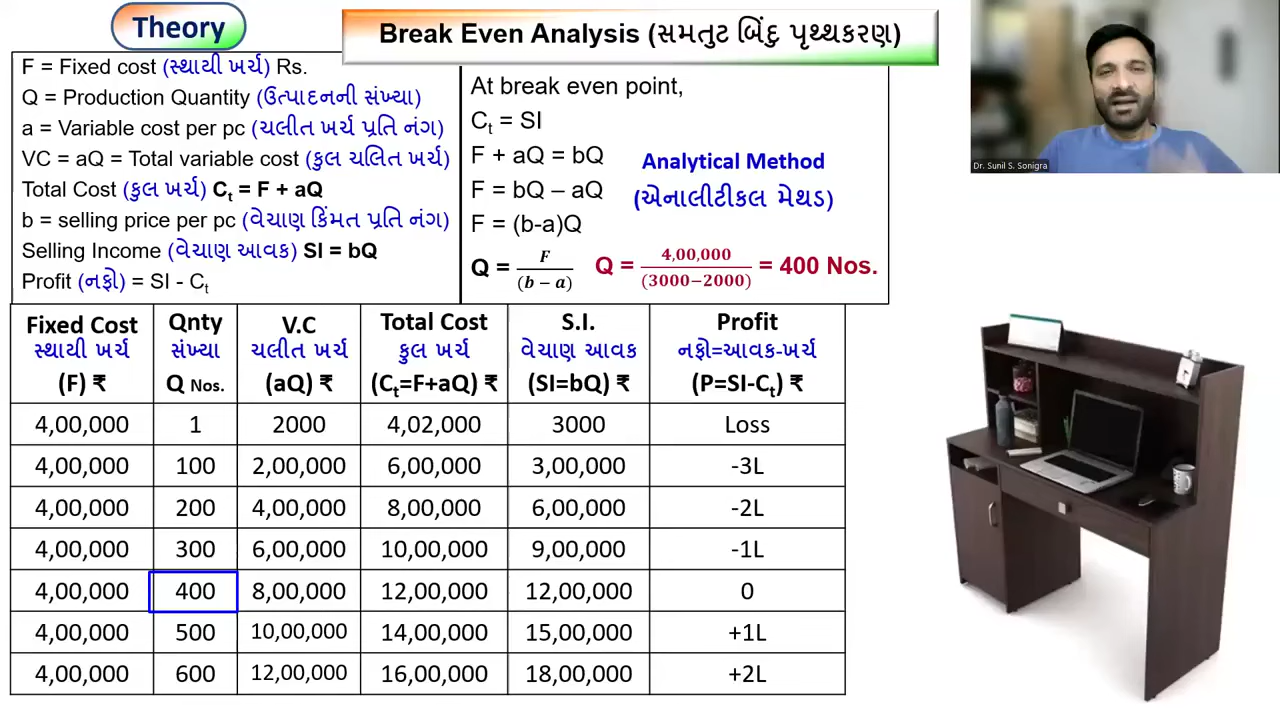 Theory
Break Even Analysis (સમતુટ બિંદુ પૃથ્થકરણ)
F = Fixed cost (સ્થાયી ખર્ચ) Rs.
Q = Production Quantity (ઉત્પાદનની સંખ્યા)
a = Variable cost per pc (ચલીત ખર્ચ પ્રતિ નંગ)
VC = aQ = Total variable cost (કુલ ચલિત ખર્ચ)
Total Cost (કુલ ખર્ચ) Ct = F + aQ
b = selling price per pc (વેચાણ કિંમત પ્રતિ નંગ)
Selling Income (વેચાણ આવક) SI = bQ
Profit (નફો) = SI - Ct
At break even point,
Ct = SI
F + aQ = bQ
F = bQ – aQ
F = (b-a)Q
Q = F / (b – a)
Analytical Method
(એનાલીટીકલ મેથડ)
Q = 4,00,000 / (3000−2000) = 400 Nos.
Dr. Sunil S. Sonigra
Fixed Cost Qnty V.C Total Cost S.I. Profit
સ્થાયી ખર્ચ સંખ્યા ચલીત ખર્ચ કુલ ખર્ચ વેચાણ આવક નફો=આવક-ખર્ચ
(F) ₹ Q Nos. (aQ) ₹ (Ct=F+aQ) ₹ (SI=bQ) ₹ (P=SI-Ct) ₹
4,00,000 1 2000 4,02,000 3000 Loss
4,00,000 100 2,00,000 6,00,000 3,00,000 -3L
4,00,000 200 4,00,000 8,00,000 6,00,000 -2L
4,00,000 300 6,00,000 10,00,000 9,00,000 -1L
4,00,000 400 8,00,000 12,00,000 12,00,000 0
4,00,000 500 10,00,000 14,00,000 15,00,000 +1L
4,00,000 600 12,00,000 16,00,000 18,00,000 +2L